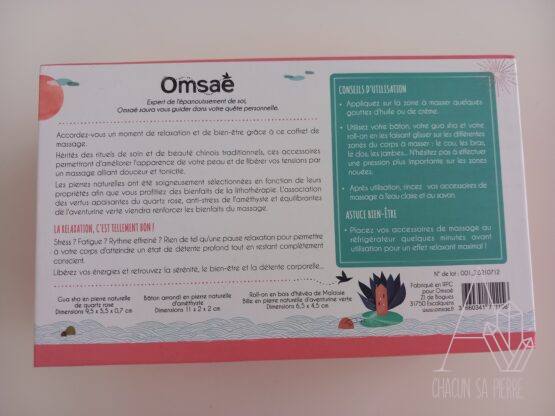 Omsaé
Expert de l'épanouissement de soi,
Omsaé saura vous guider dans votre quête personnelle.
Accordez-vous un moment de relaxation et de bien-être grâce à ce coffret de
massage.
Hérités des rituels de soin et de beauté chinois traditionnels, ces accessoires
permettront d'améliorer l'apparence de votre peau et de libérer vos tensions par
un massage alliant douceur et tonicité.
Les pierres naturelles ont été soigneusement sélectionnées en fonction de leurs
propriétés afin que vous profitiez des bienfaits de la lithothérapie. L'association
des vertus apaisantes du quartz rose, anti-stress de l'améthyste et équilibrantes
de l'aventurine verte viendra renforcer les bienfaits du massage.
LA RELAXATION, C'EST TELLEMENT BON !
Stress ? Fatigue ? Rythme effréné ? Rien de tel qu'une pause relaxation pour permettre
à votre corps d'atteindre un état de détente profond tout en restant complètement
conscient.
Libérez vos énergies et retrouvez la sérénité, le bien-être et la détente corporelle...
Gua sha en pierre naturelle
de quartz rose
Dimensions 9,5 x 5,5 x 0,7 cm
Bâton arrondi en pierre naturelle
d'améthyste
Dimensions 11 x 2 x 2 cm
Roll-on en bois d'hévéa de Malaisie
Bille en pierre naturelle d'aventurine verte
Dimensions 6,5 x 4,5 cm
CONSEILS D'UTILISATION
• Appliquez sur la zone à masser quelques
gouttes d'huile ou de crème.
• Utilisez votre bâton, votre gua sha et votre
roll-on en les faisant glisser sur les différentes
zones du corps à masser : le cou, les bras,
le dos, les jambes... N'hésitez pas à effectuer
une pression plus importante sur les zones
nouées.
• Après utilisation, rincez vos accessoires de
massage à l'eau claire et au savon.
ASTUCE BIEN-ÊTRE
• Placez vos accessoires de massage au
réfrigérateur quelques minutes avant
utilisation pour un effet relaxant maximal !
N° de lot :
Fabriqué en RPC
pour Omsaé
ZI de Bogues
31750 Escalquens
www.omsae.fr
CHACUN SA PIERRE